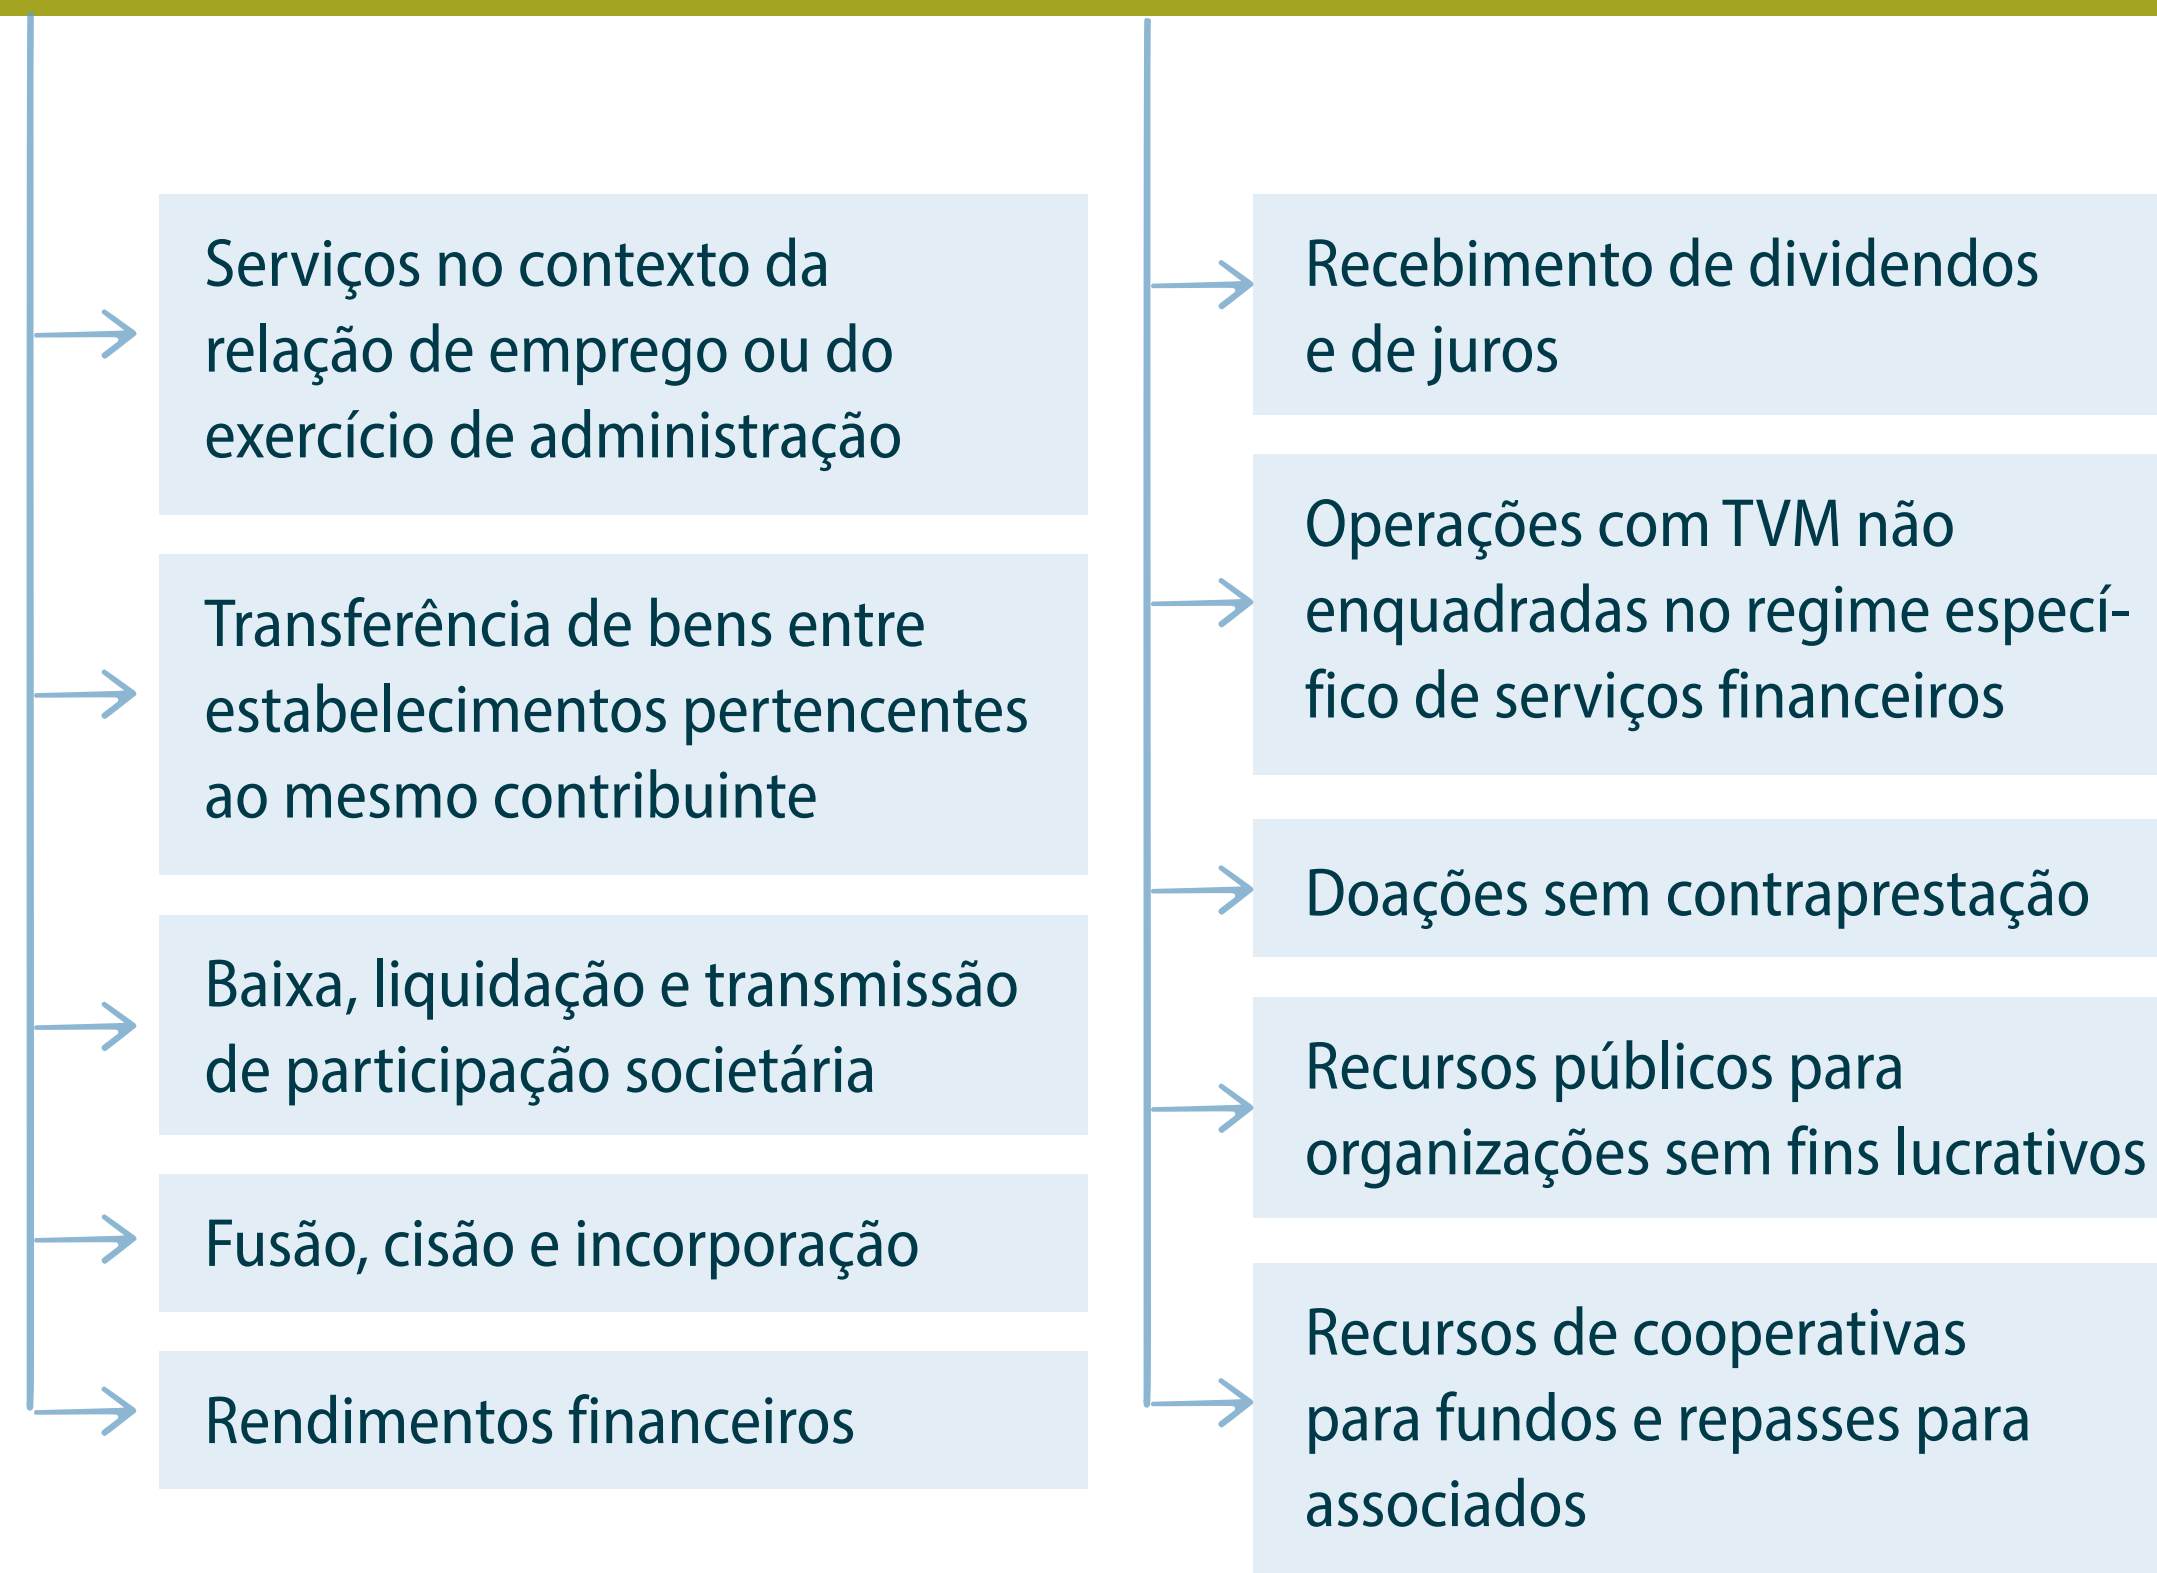 Serviços no contexto da
relação de emprego ou do
exercício de administração
Transferência de bens entre
estabelecimentos pertencentes
ao mesmo contribuinte
Baixa, liquidação e transmissão
de participação societária
Fusão, cisão e incorporação
Rendimentos financeiros
Recebimento de dividendos
e de juros
Operações com TVM não
enquadradas no regime especí-
fico de serviços financeiros
Doações sem contraprestação
Recursos públicos para
organizações sem fins lucrativos
Recursos de cooperativas
para fundos e repasses para
associados